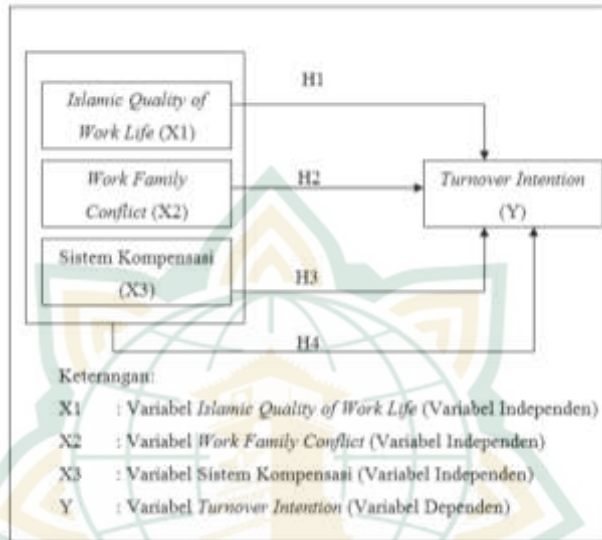 H1
Islamic Quality of
Work Life (X1)
H2
Work Family
Conflict (X2)
Turnover Intention
(Y)
Sistem Kompensasi
(X3)
H3
H4
Keterangan:
X1 : Variabel Islamic Quality of Work Life (Variabel Independen)
X2 : Variabel Work Family Conflict (Variabel Independen)
X3 : Variabel Sistem Kompensasi (Variabel Independen)
Y : Variabel Turnover Intention (Variabel Dependen)